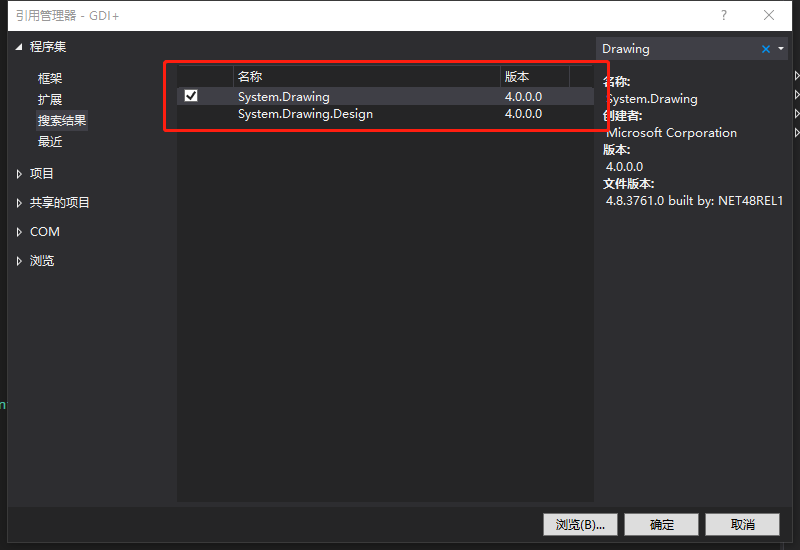 引用管理器 - GDI+
?
程序集
框架
扩展
搜索结果
最近
项目
共享的项目
COM
浏览
名称 版本
System.Drawing 4.0.0.0
System.Drawing.Design 4.0.0.0
Drawing
名称:
System.Drawing
创建者:
Microsoft Corporation
版本:
4.0.0.0
文件版本:
4.8.3761.0 built by: NET48REL1
浏览(B)... 确定 取消